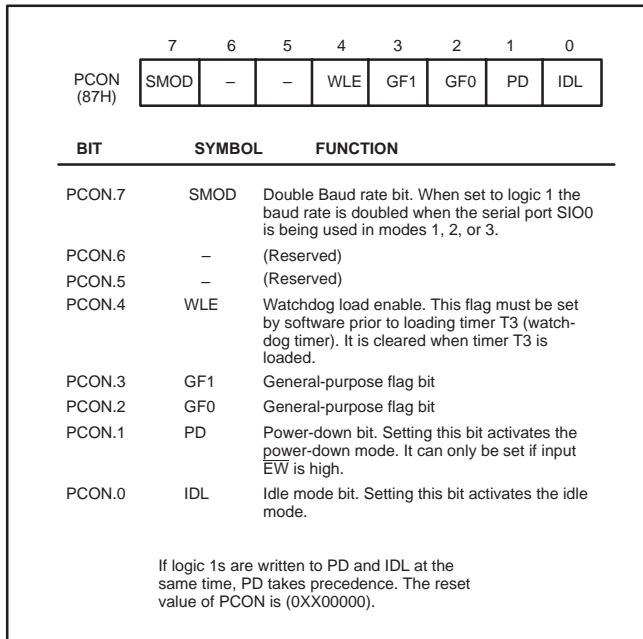 7 6 5 4 3 2 1 0
PCON SMOD – – WLE GF1 GF0 PD IDL
(87H)
BIT SYMBOL FUNCTION
PCON.7 SMOD Double Baud rate bit. When set to logic 1 the
baud rate is doubled when the serial port SIO0
is being used in modes 1, 2, or 3.
PCON.6 – (Reserved)
PCON.5 – (Reserved)
PCON.4 WLE Watchdog load enable. This flag must be set
by software prior to loading timer T3 (watch-
dog timer). It is cleared when timer T3 is
loaded.
PCON.3 GF1 General-purpose flag bit
PCON.2 GF0 General-purpose flag bit
PCON.1 PD Power-down bit. Setting this bit activates the
power-down mode. It can only be set if input
EW is high.
PCON.0 IDL Idle mode bit. Setting this bit activates the idle
mode.
If logic 1s are written to PD and IDL at the
same time, PD takes precedence. The reset
value of PCON is (0XX00000).